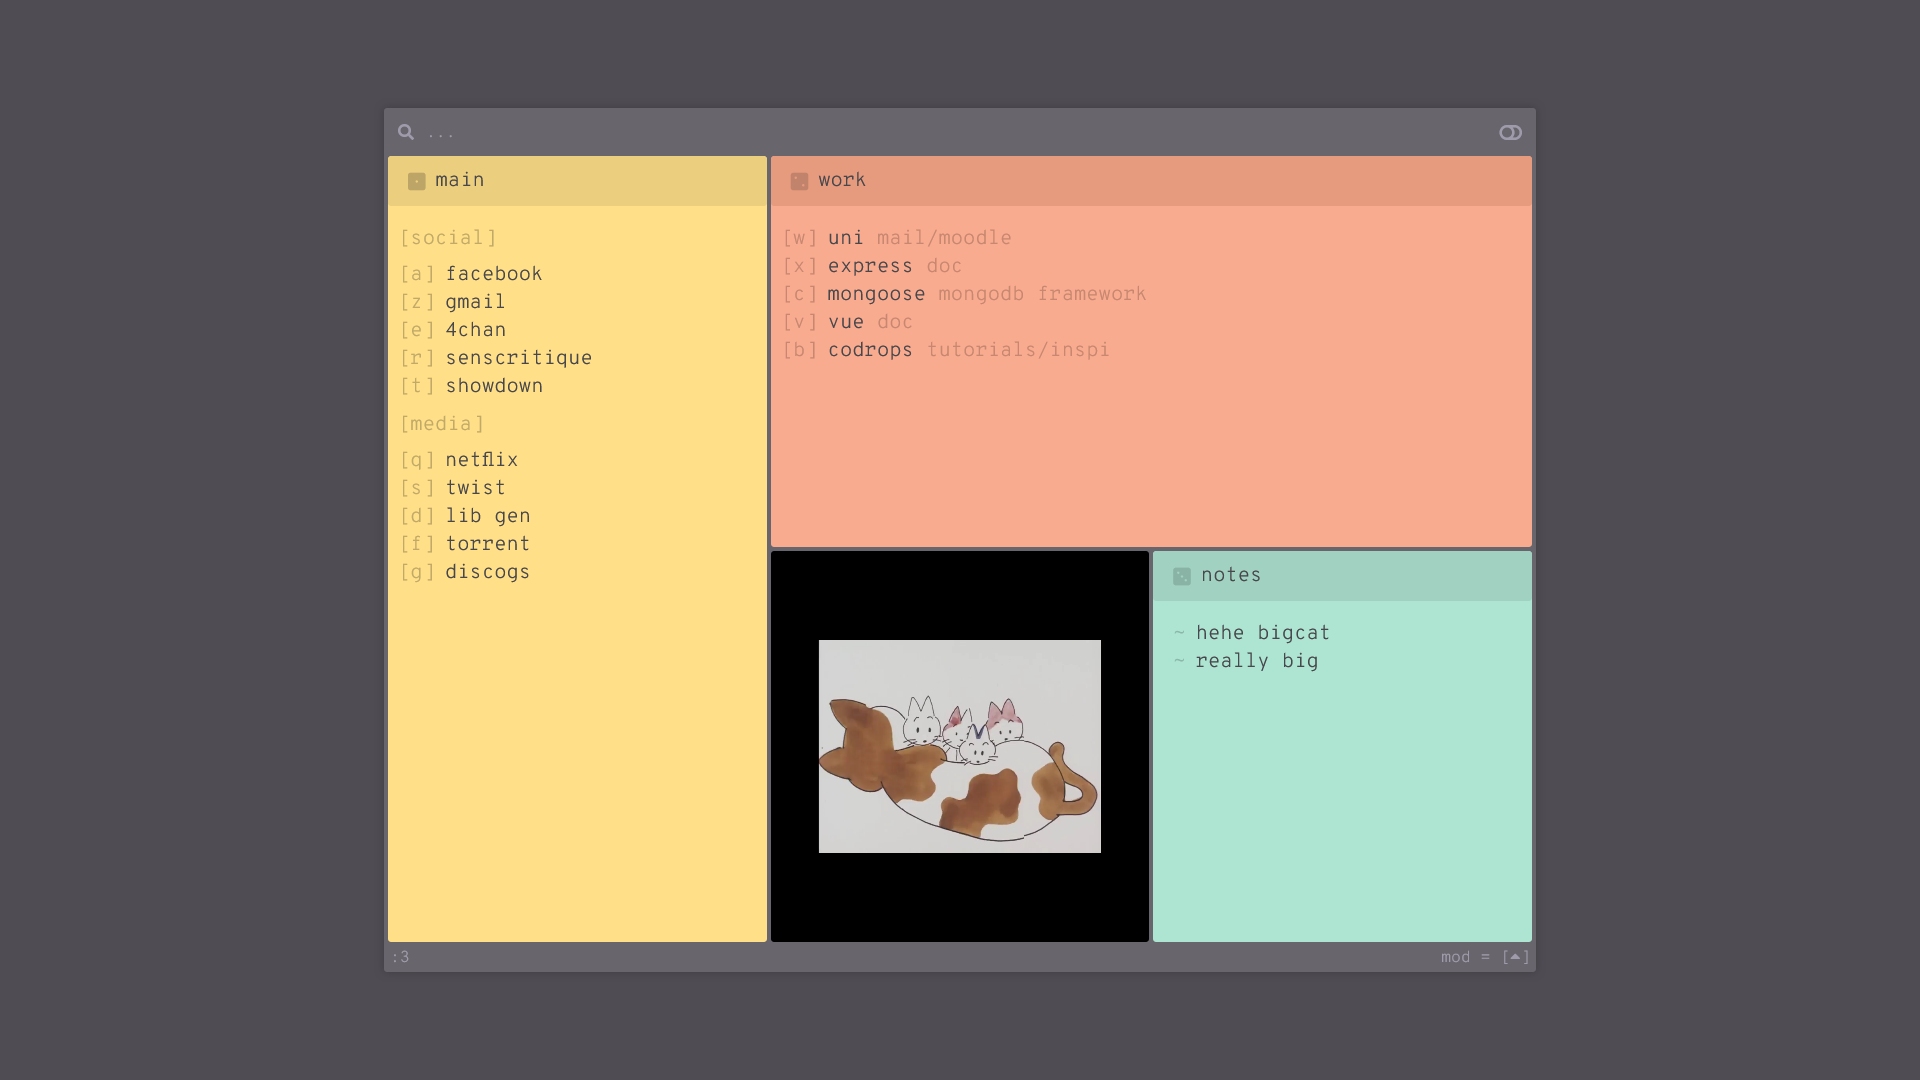 ...
main
[social]
[a] facebook
[z] gmail
[e] 4chan
[r] senscritique
[t] showdown
[media]
[q] netflix
[s] twist
[d] lib gen
[f] torrent
[g] discogs
work
[w] uni mail/moodle
[x] express doc
[c] mongoose mongodb framework
[v] vue doc
[b] codrops tutorials/inspi
notes
~ hehe bigcat
~ really big
:3
mod = [⏶]